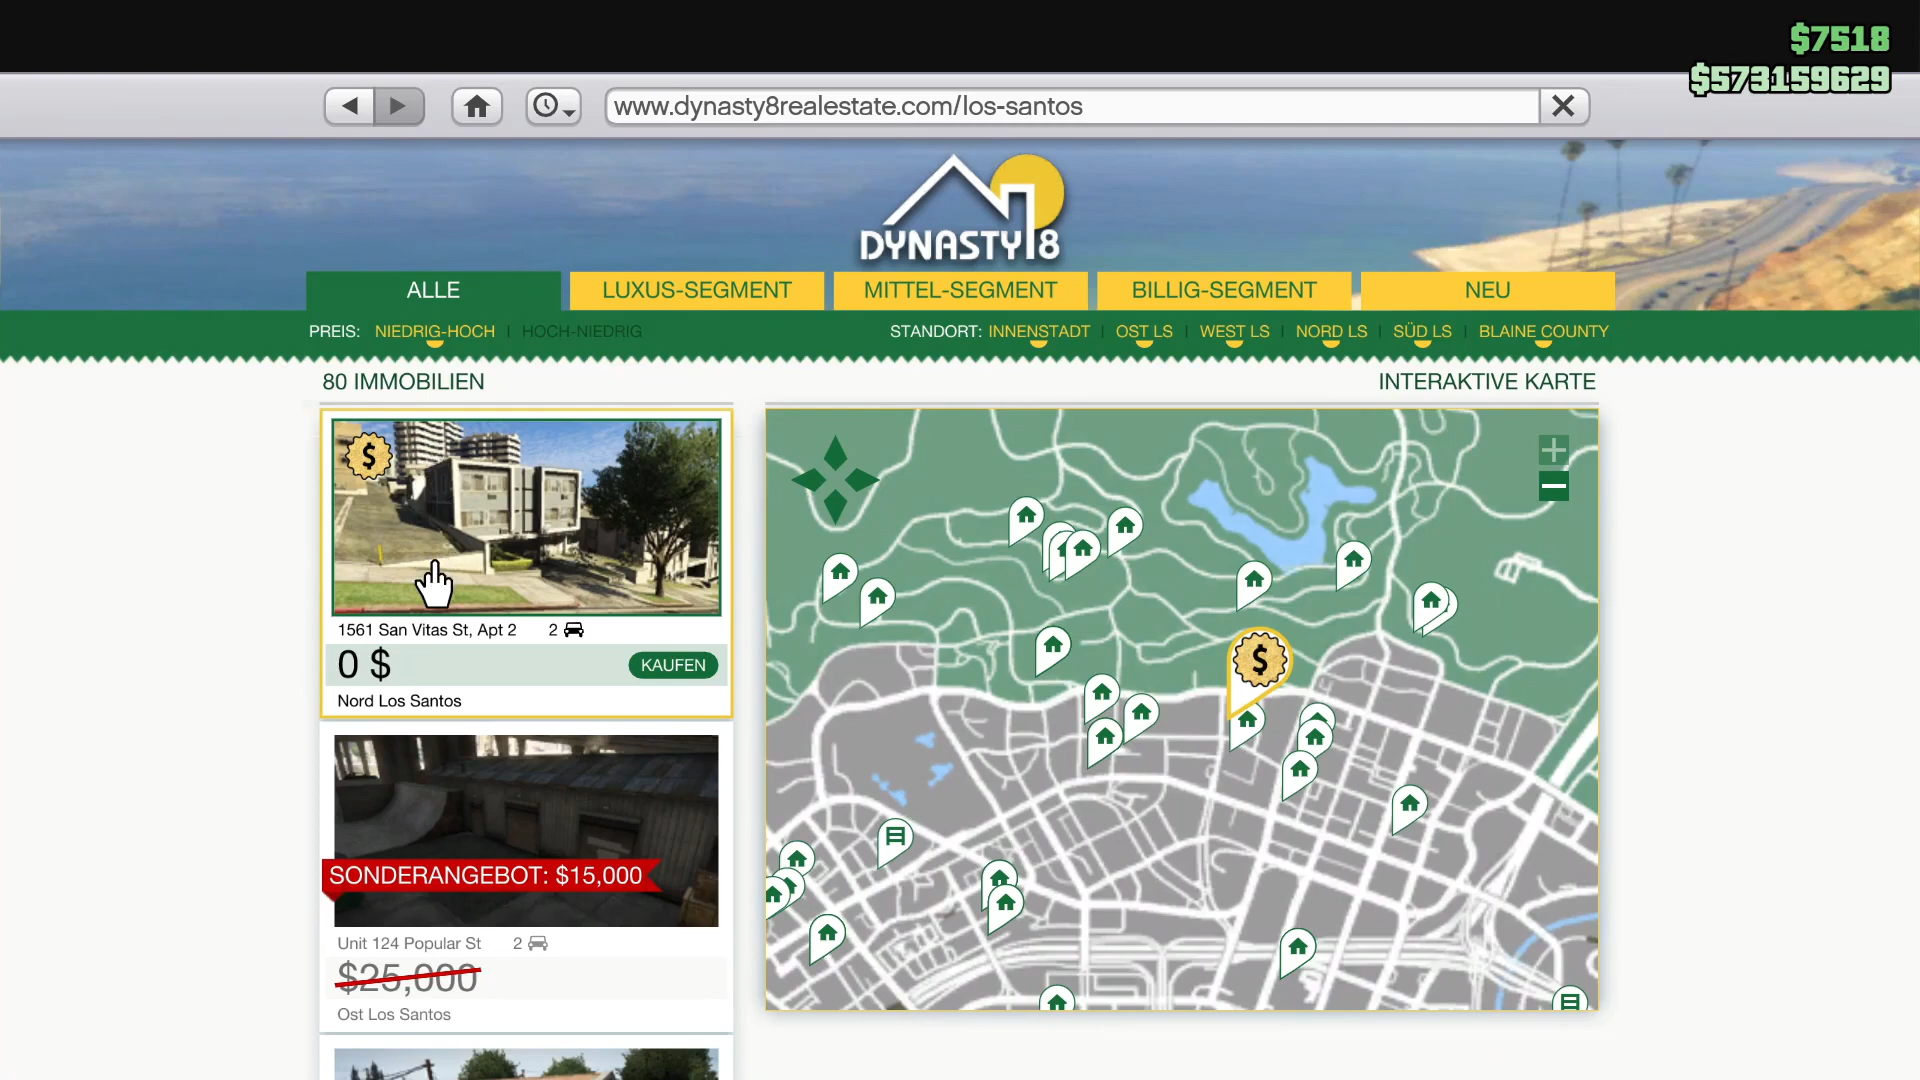 $7518
$573159629
www.dynasty8realestate.com/los-santos
DYNASTY 8
ALLE
LUXUS-SEGMENT
MITTEL-SEGMENT
BILLIG-SEGMENT
NEU
PREIS: NIEDRIG-HOCH | HOCH-NIEDRIG
STANDORT: INNENSTADT | OST LS | WEST LS | NORD LS | SÜD LS | BLAINE COUNTY
80 IMMOBILIEN
INTERAKTIVE KARTE
$
1561 San Vitas St, Apt 2 2
0 $
KAUFEN
Nord Los Santos
SONDERANGEBOT: $15,000
Unit 124 Popular St 2
$25,000
Ost Los Santos
$